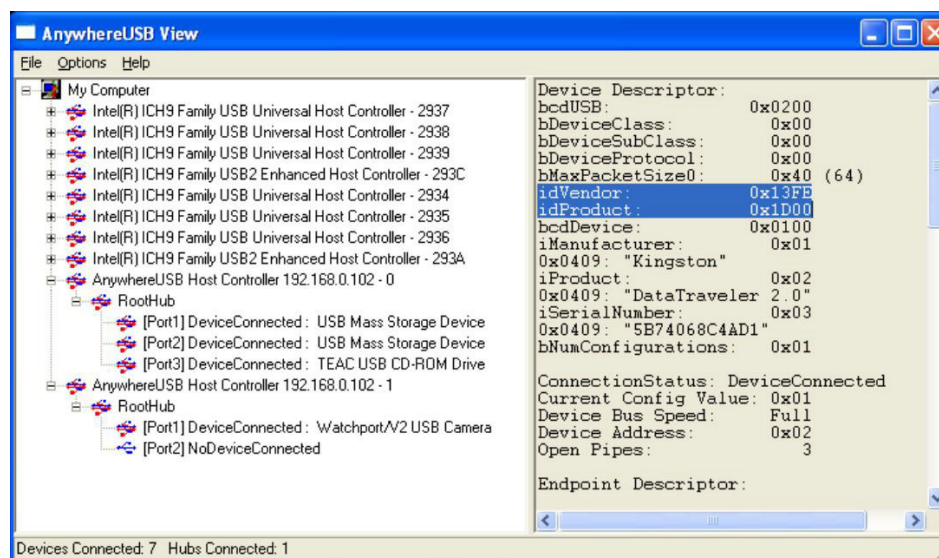 AnywhereUSB View
File Options Help
My Computer
Intel(R) ICH9 Family USB Universal Host Controller - 2937
Intel(R) ICH9 Family USB Universal Host Controller - 2938
Intel(R) ICH9 Family USB Universal Host Controller - 2939
Intel(R) ICH9 Family USB2 Enhanced Host Controller - 293C
Intel(R) ICH9 Family USB Universal Host Controller - 2934
Intel(R) ICH9 Family USB Universal Host Controller - 2935
Intel(R) ICH9 Family USB Universal Host Controller - 2936
Intel(R) ICH9 Family USB2 Enhanced Host Controller - 293A
AnywhereUSB Host Controller 192.168.0.102 - 0
RootHub
[Port1] DeviceConnected : USB Mass Storage Device
[Port2] DeviceConnected : USB Mass Storage Device
[Port3] DeviceConnected : TEAC USB CD-ROM Drive
AnywhereUSB Host Controller 192.168.0.102 - 1
RootHub
[Port1] DeviceConnected : Watchport/V2 USB Camera
[Port2] NoDeviceConnected
Device Descriptor:
bcdUSB: 0x0200
bDeviceClass: 0x00
bDeviceSubClass: 0x00
bDeviceProtocol: 0x00
bMaxPacketSize0: 0x40 (64)
idVendor: 0x13FE
idProduct: 0x1D00
bcdDevice: 0x0100
iManufacturer: 0x01
0x0409: "Kingston"
iProduct: 0x02
0x0409: "DataTraveler 2.0"
iSerialNumber: 0x03
0x0409: "5B74068C4AD1"
bNumConfigurations: 0x01
ConnectionStatus: DeviceConnected
Current Config Value: 0x01
Device Bus Speed: Full
Device Address: 0x02
Open Pipes: 3
Endpoint Descriptor:
Devices Connected: 7 Hubs Connected: 1